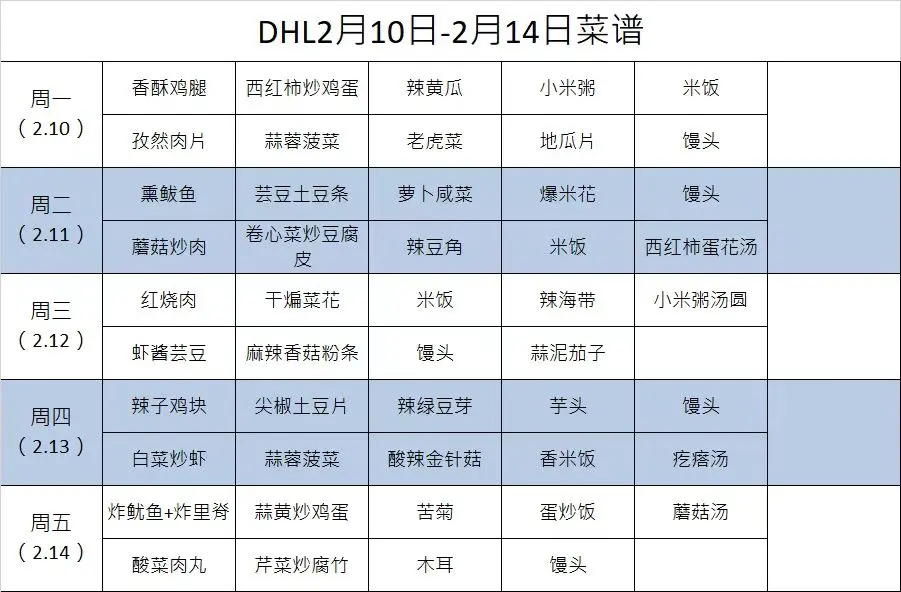 DHL2月10日-2月14日菜谱
周一
（2.10）
香酥鸡腿 西红柿炒鸡蛋 辣黄瓜 小米粥 米饭
孜然肉片 蒜蓉菠菜 老虎菜 地瓜片 馒头
周二
（2.11）
熏鲅鱼 芸豆土豆条 萝卜咸菜 爆米花 馒头
蘑菇炒肉 卷心菜炒豆腐皮 辣豆角 米饭 西红柿蛋花汤
周三
（2.12）
红烧肉 干煸菜花 米饭 辣海带 小米粥汤圆
虾酱芸豆 麻辣香菇粉条 馒头 蒜泥茄子
周四
（2.13）
辣子鸡块 尖椒土豆片 辣绿豆芽 芋头 馒头
白菜炒虾 蒜蓉菠菜 酸辣金针菇 香米饭 疙瘩汤
周五
（2.14）
炸鱿鱼+炸里脊 蒜黄炒鸡蛋 苦菊 蛋炒饭 蘑菇汤
酸菜肉丸 芹菜炒腐竹 木耳 馒头